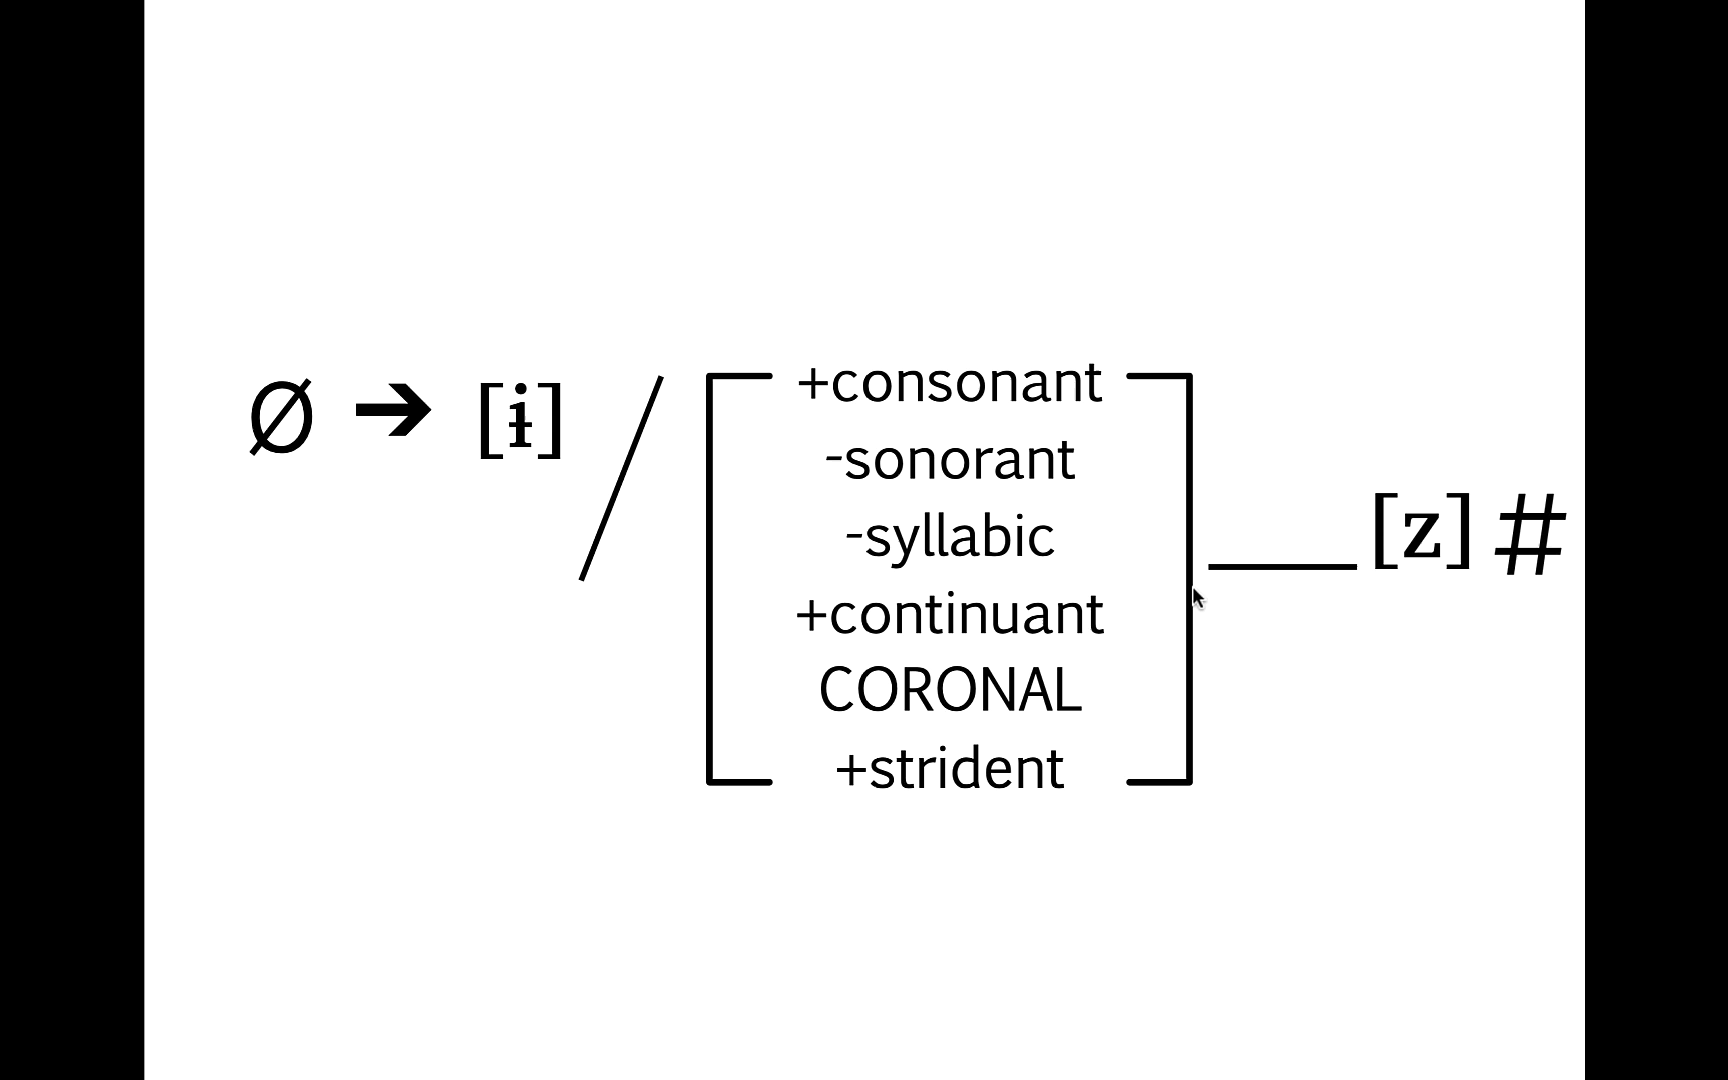 Ø ➔ [ɨ] / +consonant
-sonorant
-syllabic
+continuant
CORONAL
+strident
___ [z] #